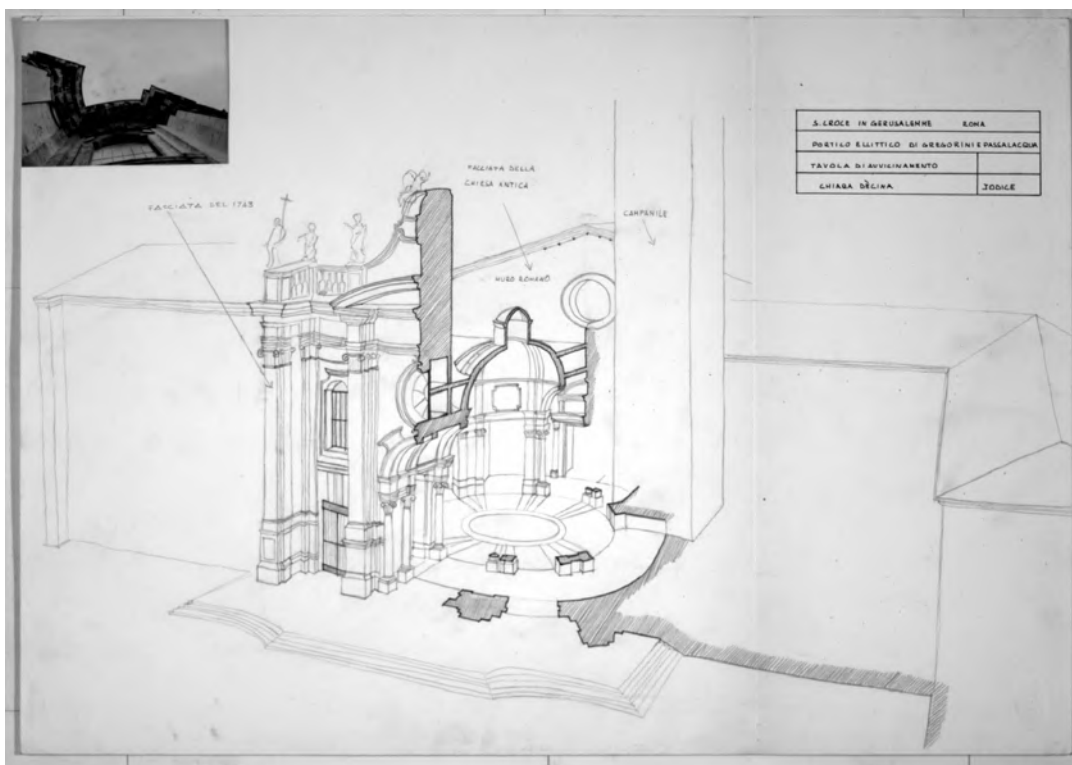 S. CROCE IN GERUSALEMME ROMA
PORTICO ELLITTICO DI GREGORINI E PASSALACQUA
TAVOLA DI AVVICINAMENTO
CHIARA DÈCINA JODICE
FACCIATA DELLA
CHIESA ANTICA
FACCIATA DEL 1743
CAMPANILE
MURO ROMANO